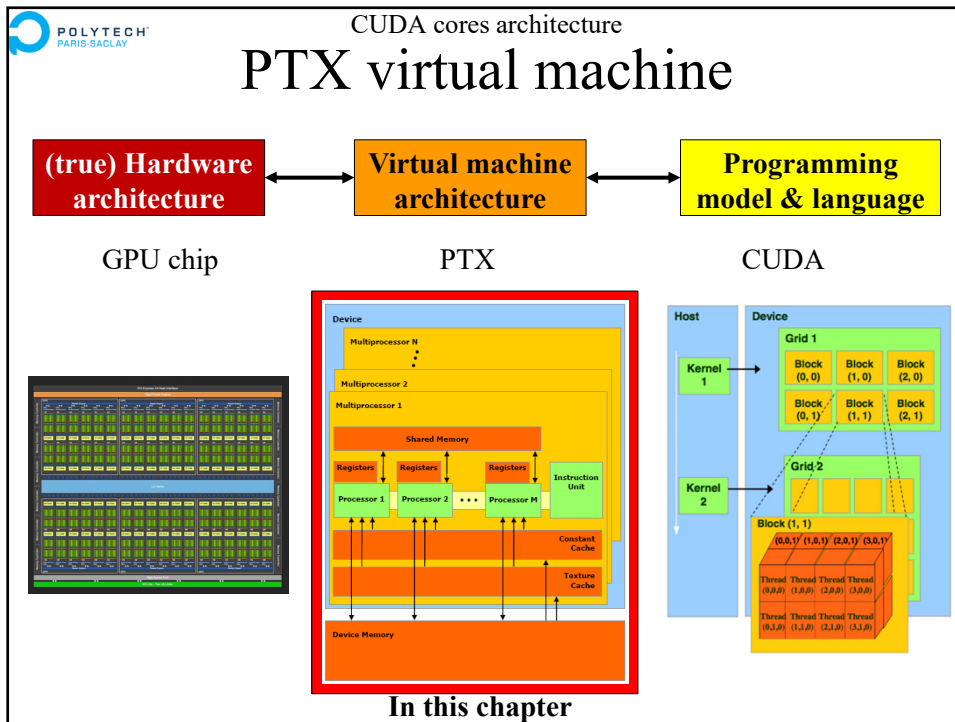 POLYTECH®
PARIS-SACLAY
CUDA cores architecture
PTX virtual machine
(true) Hardware
architecture
Virtual machine
architecture
Programming
model & language
GPU chip
PTX
CUDA
Device
Multiprocessor N
Multiprocessor 2
Multiprocessor 1
Shared Memory
Registers
Registers
Registers
Processor 1
Processor 2
Processor M
Instruction
Unit
Constant
Cache
Texture
Cache
Device Memory
Host
Device
Grid 1
Kernel
1
Block
(0, 0)
Block
(1, 0)
Block
(2, 0)
Block
(0, 1)
Block
(1, 1)
Block
(2, 1)
Grid 2
Kernel
2
Block (1, 1)
(0,0,1) (1,0,1) (2,0,1) (3,0,1)
Thread
(0,0,0)
Thread
(1,0,0)
Thread
(2,0,0)
Thread
(3,0,0)
Thread
(0,1,0)
Thread
(1,1,0)
Thread
(2,1,0)
Thread
(3,1,0)
In this chapter